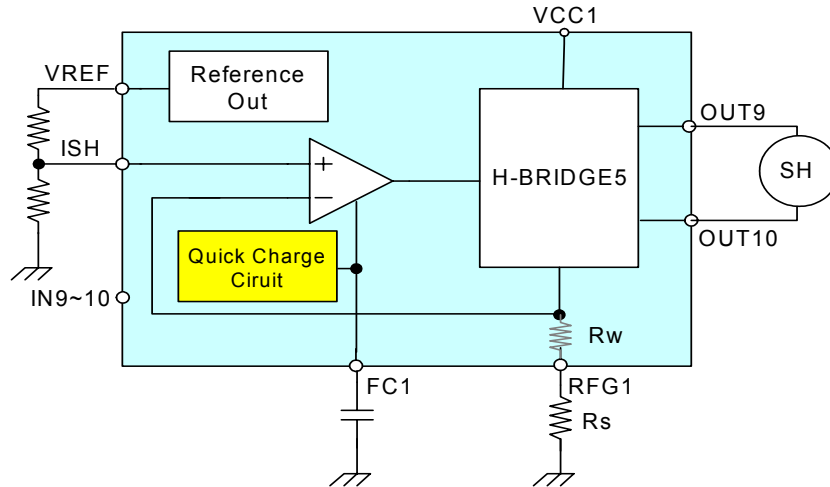 VCC1
VREF
Reference
Out
OUT9
ISH
+
H-BRIDGE5
SH
−
OUT10
Quick Charge
Ciruit
IN9~10
Rw
FC1
RFG1
Rs